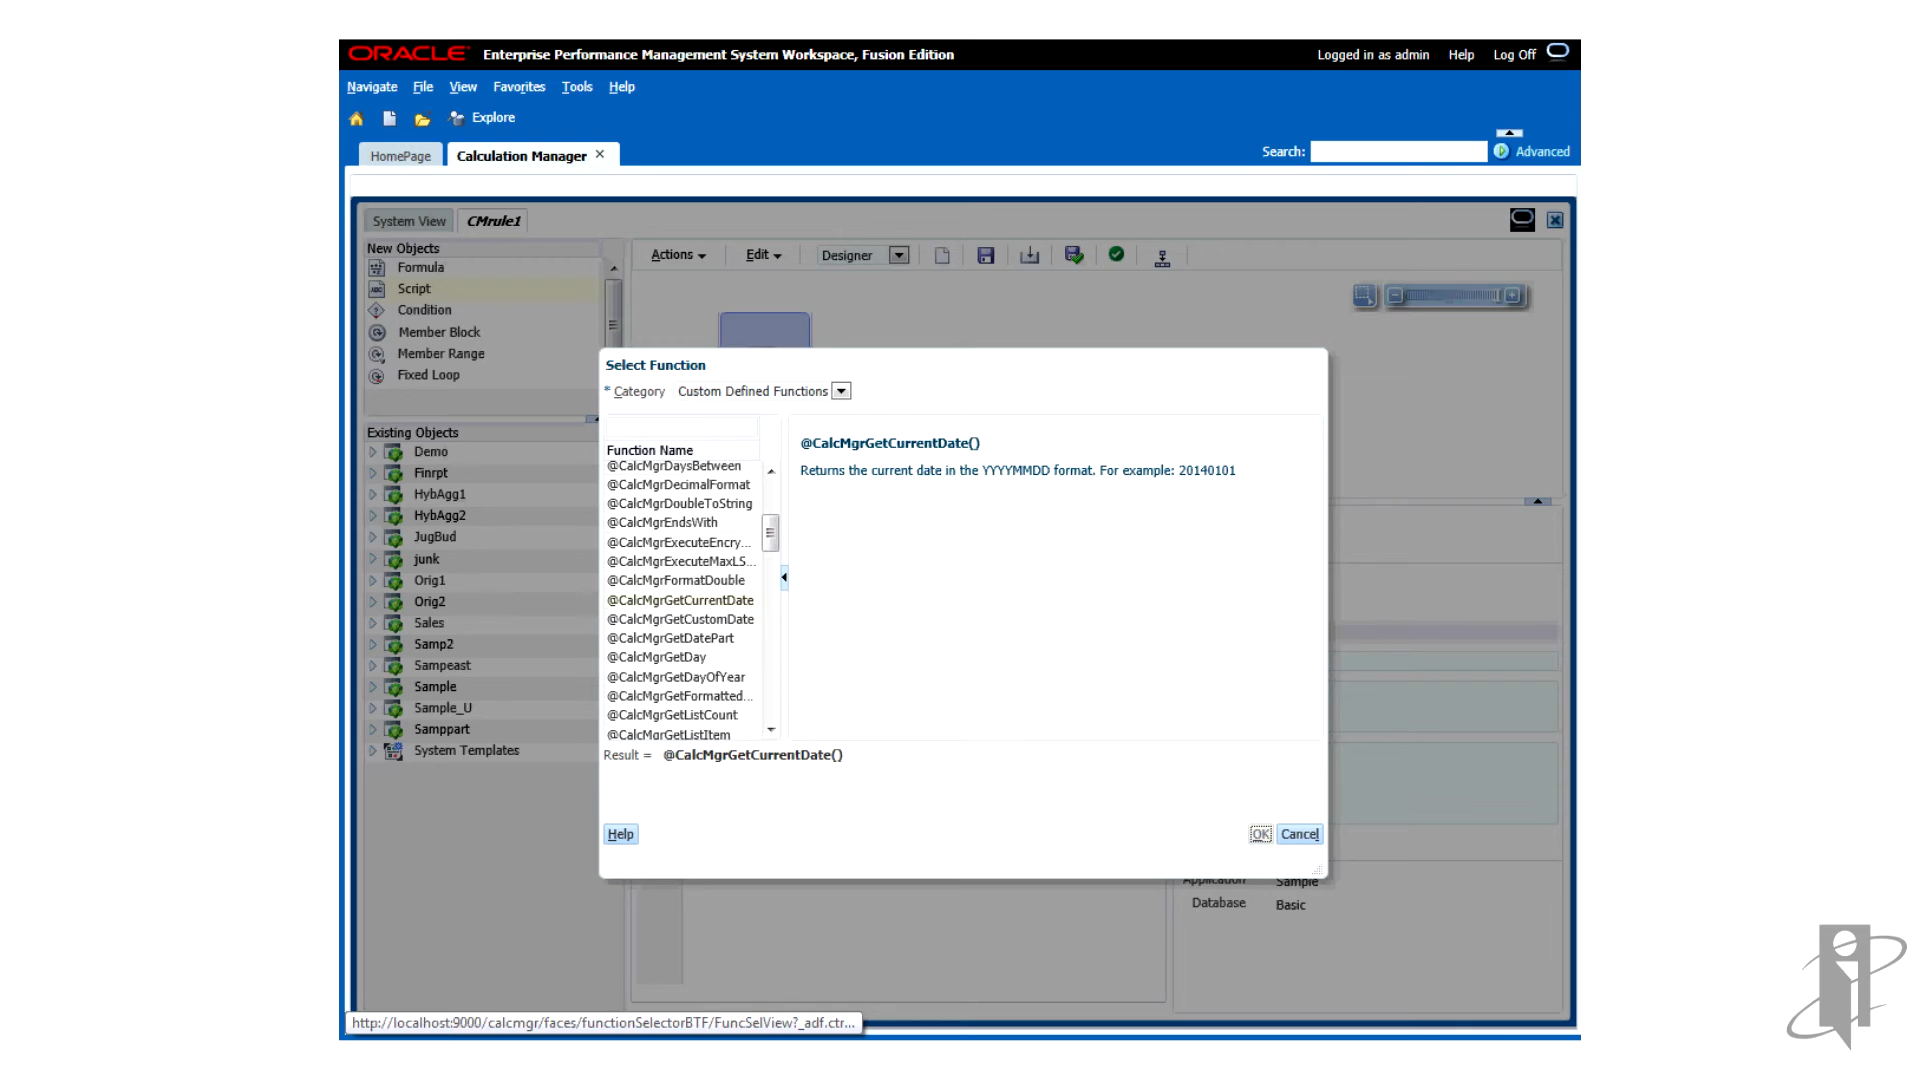 ORACLE Enterprise Performance Management System Workspace, Fusion Edition
Logged in as admin Help Log Off
Navigate File View Favorites Tools Help
Explore
HomePage Calculation Manager
Search: Advanced
System View CMrule1
New Objects
Formula
Script
Condition
Member Block
Member Range
Fixed Loop
Existing Objects
Demo
Finrpt
HybAgg1
HybAgg2
JugBud
junk
Orig1
Orig2
Sales
Samp2
Sampeast
Sample
Sample_U
Samppart
System Templates
Actions Edit Designer
Select Function
* Category Custom Defined Functions
Function Name
@CalcMgrDaysBetween
@CalcMgrDecimalFormat
@CalcMgrDoubleToString
@CalcMgrEndsWith
@CalcMgrExecuteEncry...
@CalcMgrExecuteMaxLS...
@CalcMgrFormatDouble
@CalcMgrGetCurrentDate
@CalcMgrGetCustomDate
@CalcMgrGetDatePart
@CalcMgrGetDay
@CalcMgrGetDayOfYear
@CalcMgrGetFormatted...
@CalcMgrGetListCount
@CalcMgrGetListItem
@CalcMgrGetCurrentDate()
Returns the current date in the YYYYMMDD format. For example: 20140101
Result = @CalcMgrGetCurrentDate()
Help OK Cancel
Application Sample
Database Basic
http://localhost:9000/calcmgr/faces/functionSelectorBTF/FuncSelView?_adf.ctr...